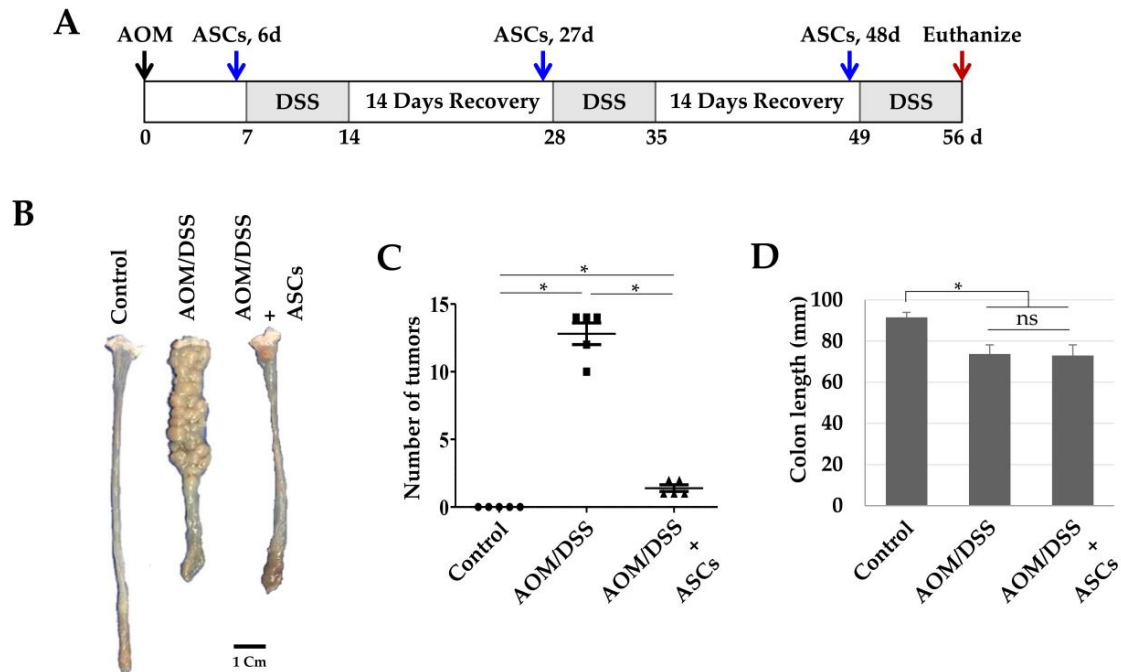 A
AOM ASCs, 6d ASCs, 27d ASCs, 48d Euthanize
DSS 14 Days Recovery DSS 14 Days Recovery DSS
0 7 14 28 35 49 56 d
B
Control
AOM/DSS
AOM/DSS
+
ASCs
1 Cm
C
Number of tumors
15
10
5
0
*
* *
Control
AOM/DSS
AOM/DSS
+
ASCs
D
Colon length (mm)
100
80
60
40
20
0
*
ns
Control
AOM/DSS
AOM/DSS
+
ASCs